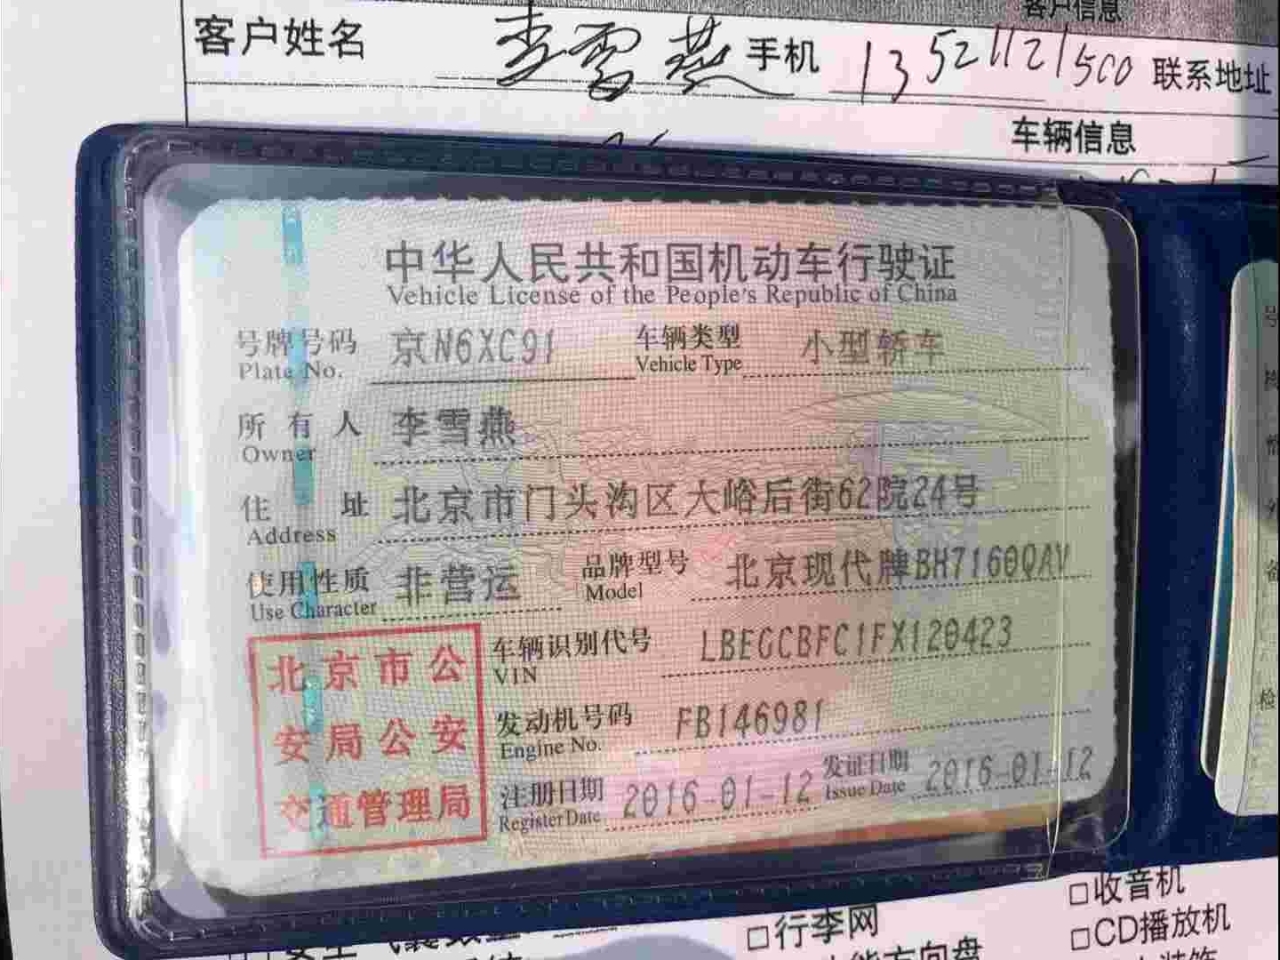 客户信息
客户姓名 李雪燕 手机 13521121500 联系地址
车辆信息
中华人民共和国机动车行驶证
Vehicle License of the People's Republic of China
号牌号码 京N6XC91 车辆类型 小型轿车
Plate No. Vehicle Type
所有人 李雪燕
Owner
住址 北京市门头沟区大峪后街62院24号
Address
使用性质 非营运 品牌型号 北京现代牌BH7160QAV
Use Character Model
车辆识别代号 LBECCBFC1FX120423
VIN
发动机号码 FB146981
Engine No.
注册日期 2016-01-12 发证日期 2016-01-12
Register Date Issue Date
北京市公
安局公安
交通管理局
□收音机
□行李网 □CD播放机